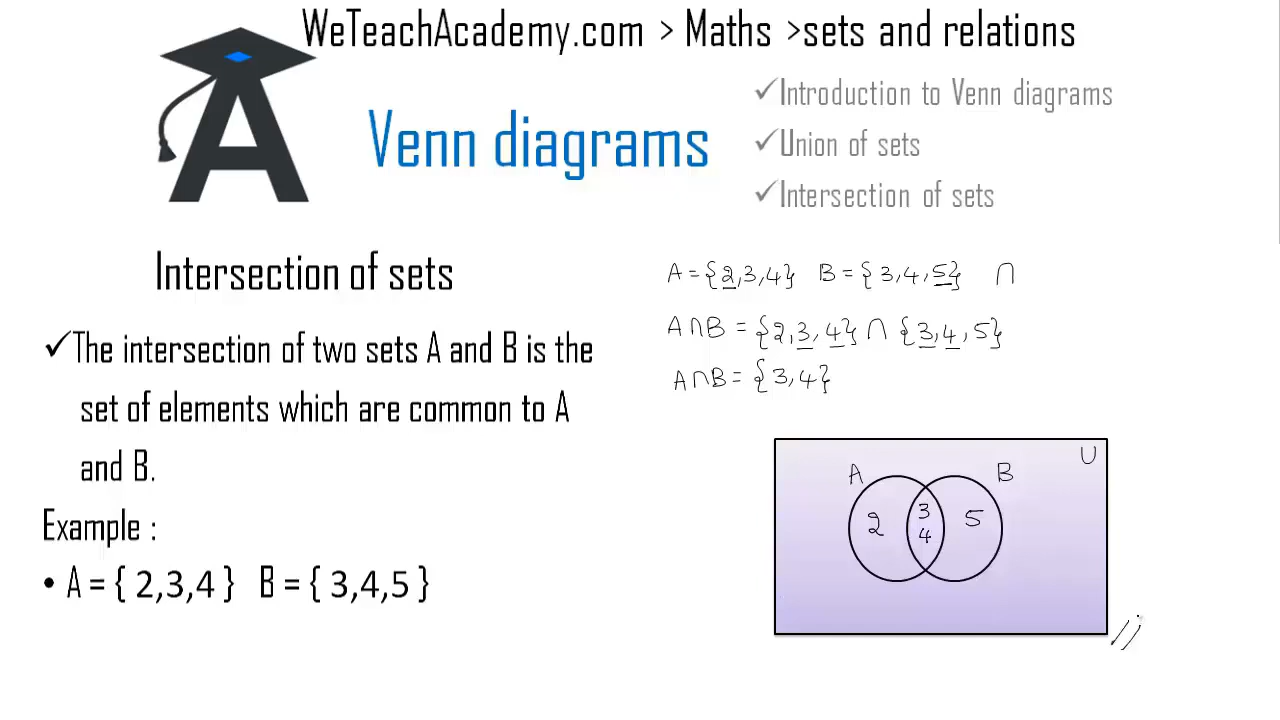 WeTeachAcademy.com > Maths >sets and relations
A
Venn diagrams
✓Introduction to Venn diagrams
✓Union of sets
✓Intersection of sets
Intersection of sets
✓The intersection of two sets A and B is the
set of elements which are common to A
and B.
Example :
• A = { 2,3,4 } B = { 3,4,5 }
A = {2,3,4} B = {3,4,5} ∩
A∩B = {2,3,4} ∩ {3,4,5}
A∩B = {3,4}
U
A B
2 3 5
4